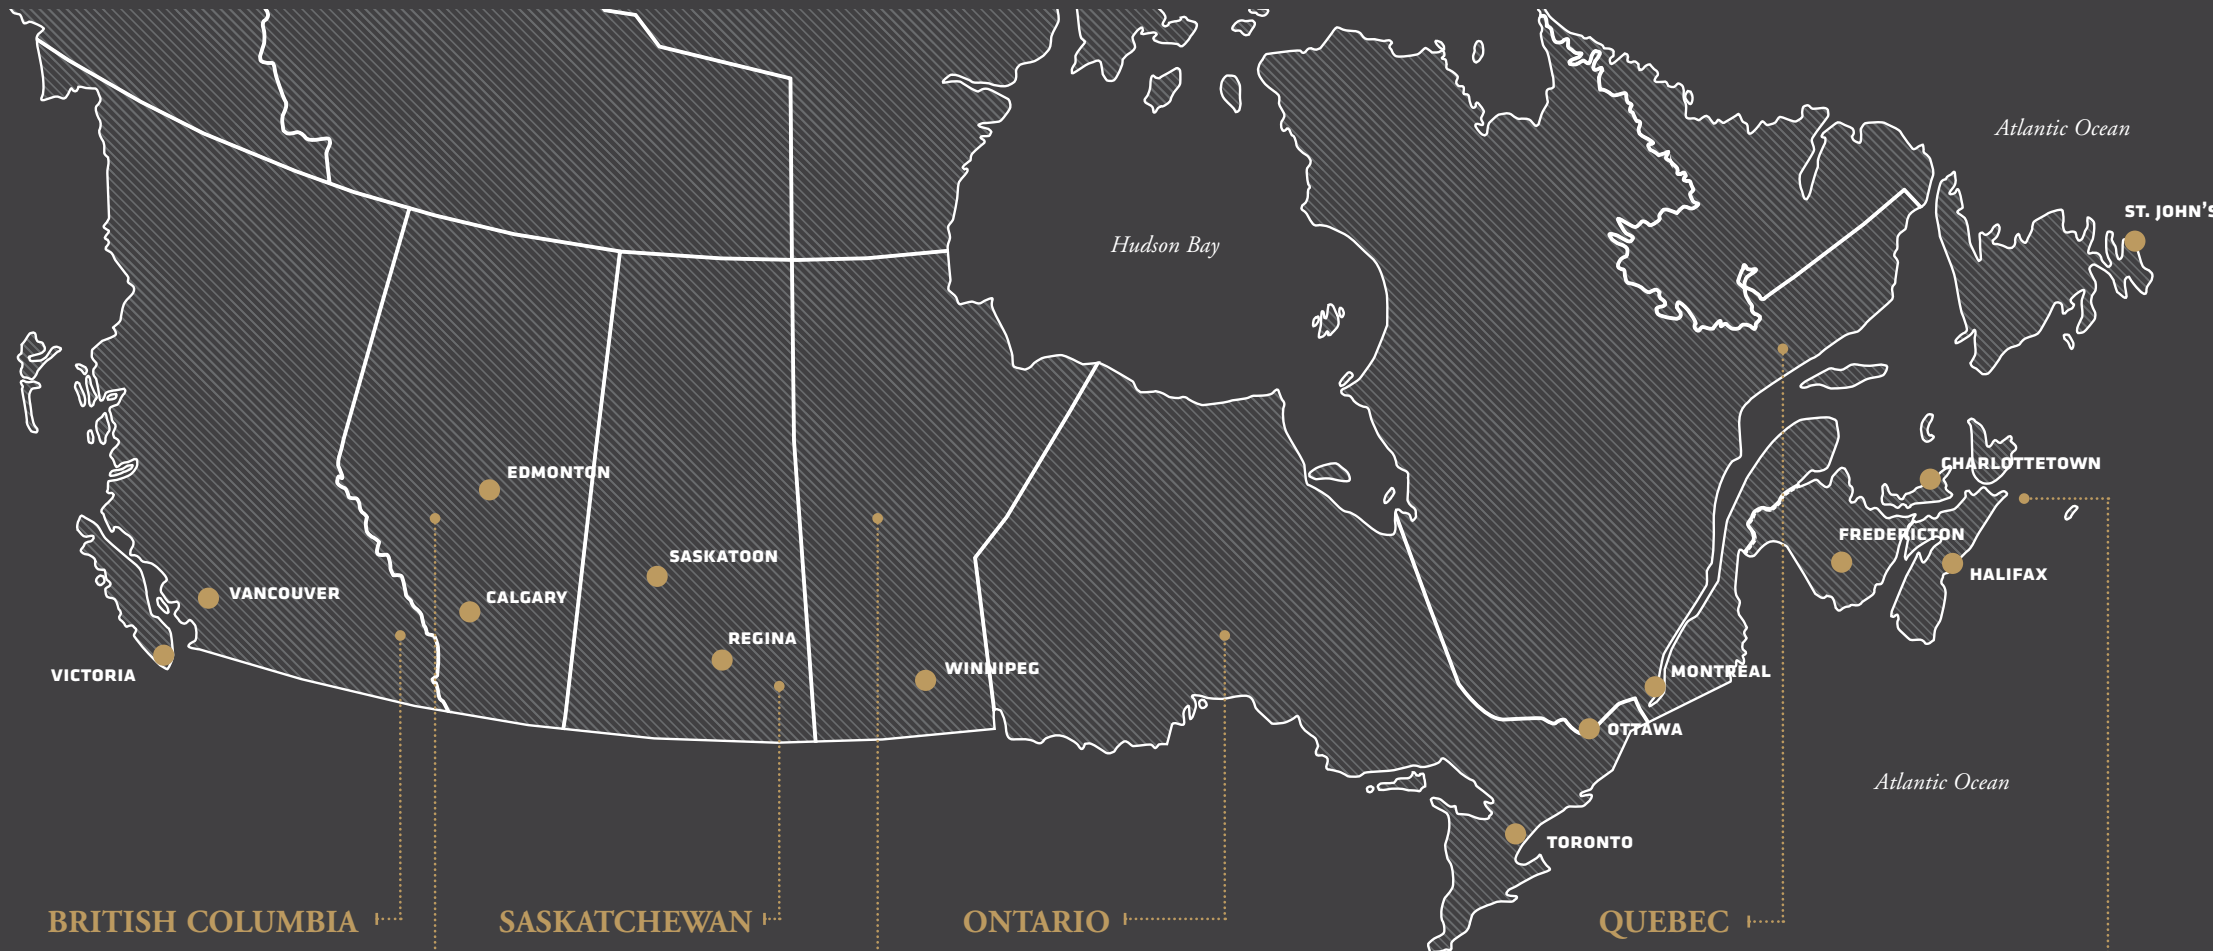 Atlantic Ocean
ST. JOHN'S
Hudson Bay
CHARLOTTETOWN
EDMONTON
FREDERICTON
SASKATOON
HALIFAX
VANCOUVER
CALGARY
REGINA
WINNIPEG
MONTREAL
VICTORIA
OTTAWA
Atlantic Ocean
TORONTO
BRITISH COLUMBIA
SASKATCHEWAN
ONTARIO
QUEBEC